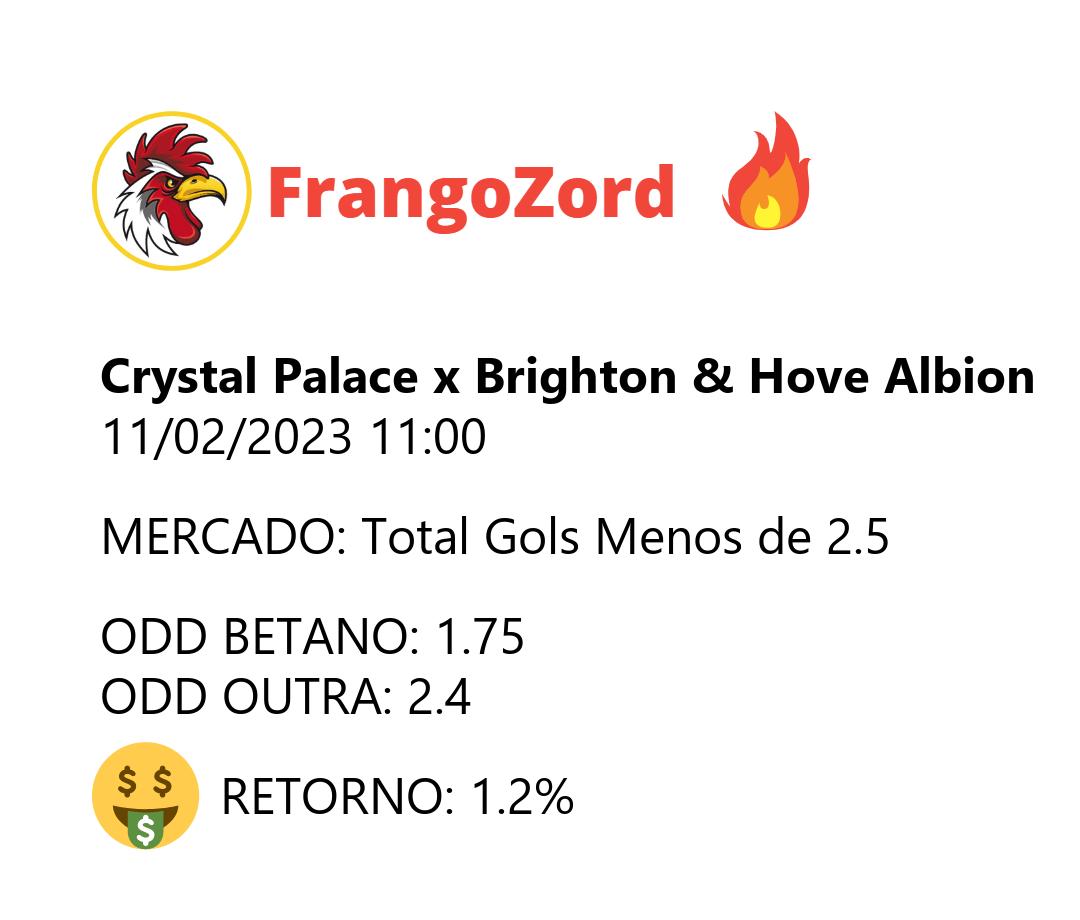 FrangoZord
Crystal Palace x Brighton & Hove Albion
11/02/2023 11:00
MERCADO: Total Gols Menos de 2.5
ODD BETANO: 1.75
ODD OUTRA: 2.4
RETORNO: 1.2%